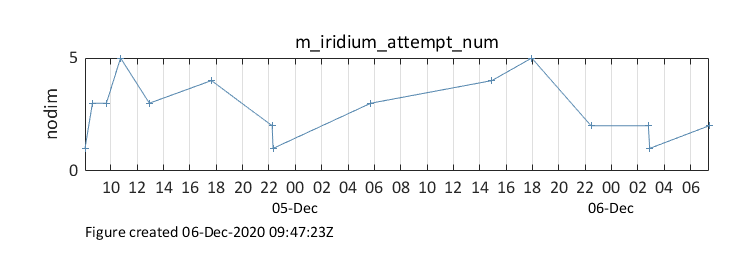 m_iridium_attempt_num
nodim
5
0
10 12 14 16 18 20 22 00 02 04 06 08 10 12 14 16 18 20 22 00 02 04 06
05-Dec 06-Dec
Figure created 06-Dec-2020 09:47:23Z